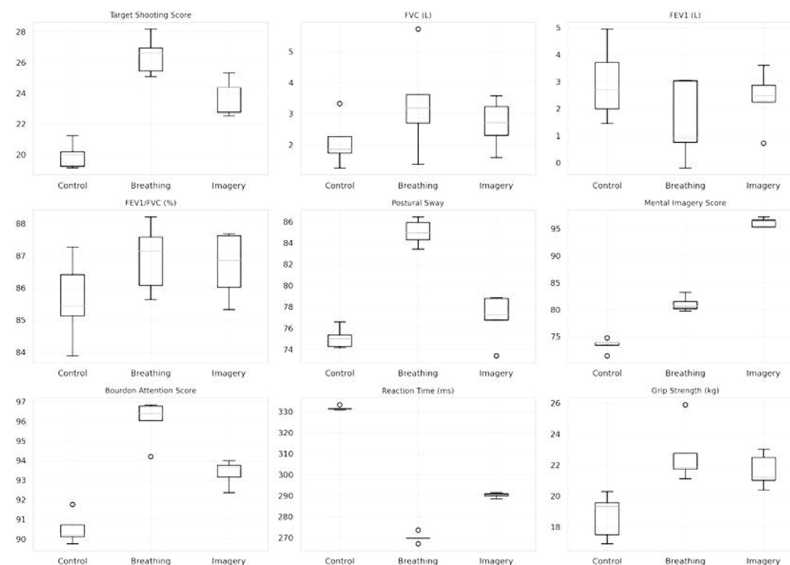 Target Shooting Score
28
26
24
22
20
Control Breathing Imagery
FVC (L)
5
4
3
2
Control Breathing Imagery
FEV1 (L)
5
4
3
2
1
0
Control Breathing Imagery
FEV1/FVC (%)
88
87
86
85
84
Control Breathing Imagery
Postural Sway
86
84
82
80
78
76
74
Control Breathing Imagery
Mental Imagery Score
95
90
85
80
75
Control Breathing Imagery
Bourdon Attention Score
97
96
95
94
93
92
91
90
Control Breathing Imagery
Reaction Time (ms)
330
320
310
300
290
280
270
Control Breathing Imagery
Grip Strength (kg)
26
24
22
20
18
Control Breathing Imagery